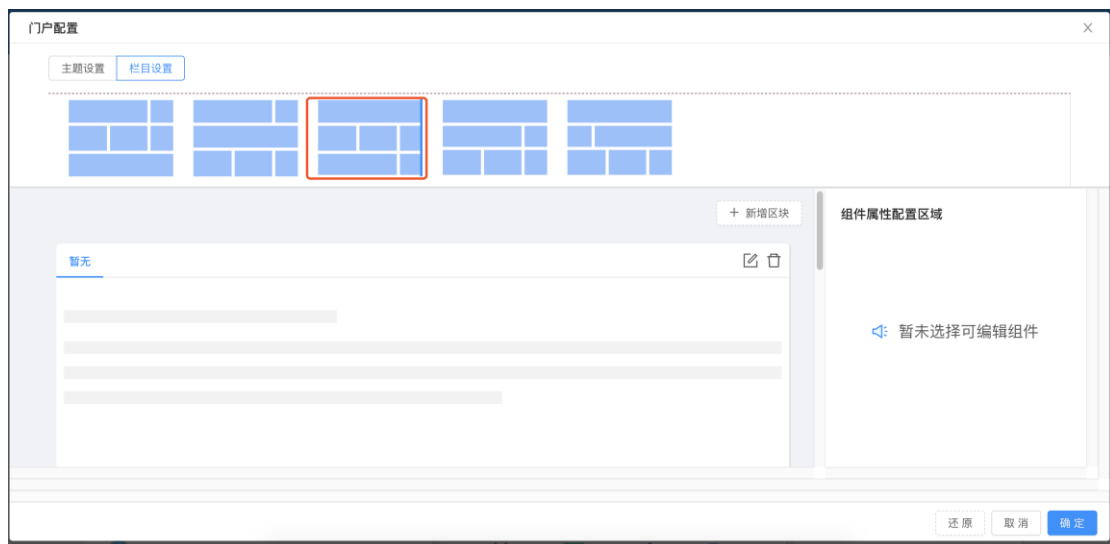 门户配置
主题设置 栏目设置
+ 新增区块
组件属性配置区域
暂无
暂未选择可编辑组件
还原 取消 确定